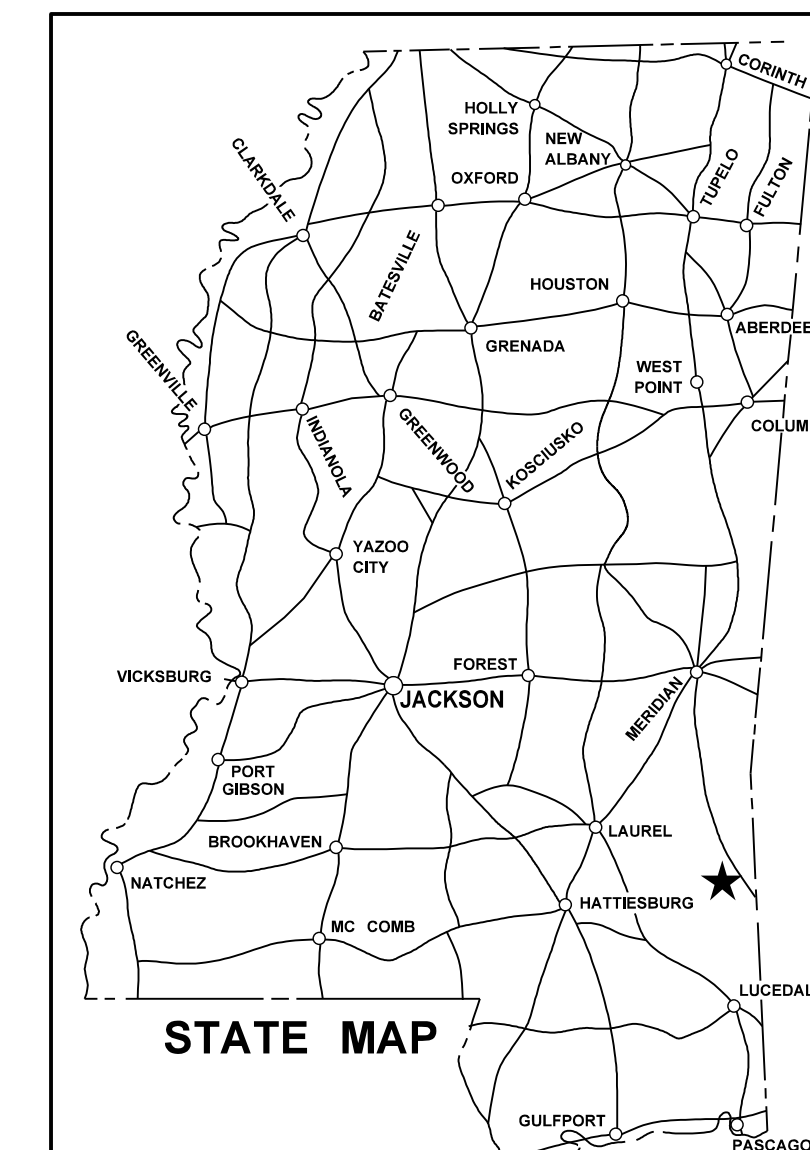 CORINTH
HOLLY
SPRINGS
NEW
ALBANY
CLARKDALE
OXFORD
TUPELO
FULTON
BATESVILLE
HOUSTON
ABERDEE
GREENVILLE
GRENADA
WEST
POINT
COLUM
INDIANOLA
GREENWOOD
KOSCIUSKO
YAZOO
CITY
VICKSBURG
FOREST
JACKSON
MERIDIAN
PORT
GIBSON
BROOKHAVEN
LAUREL
NATCHEZ
HATTIESBURG
MC COMB
LUCEDAL
STATE MAP
GULFPORT
PASCAGO